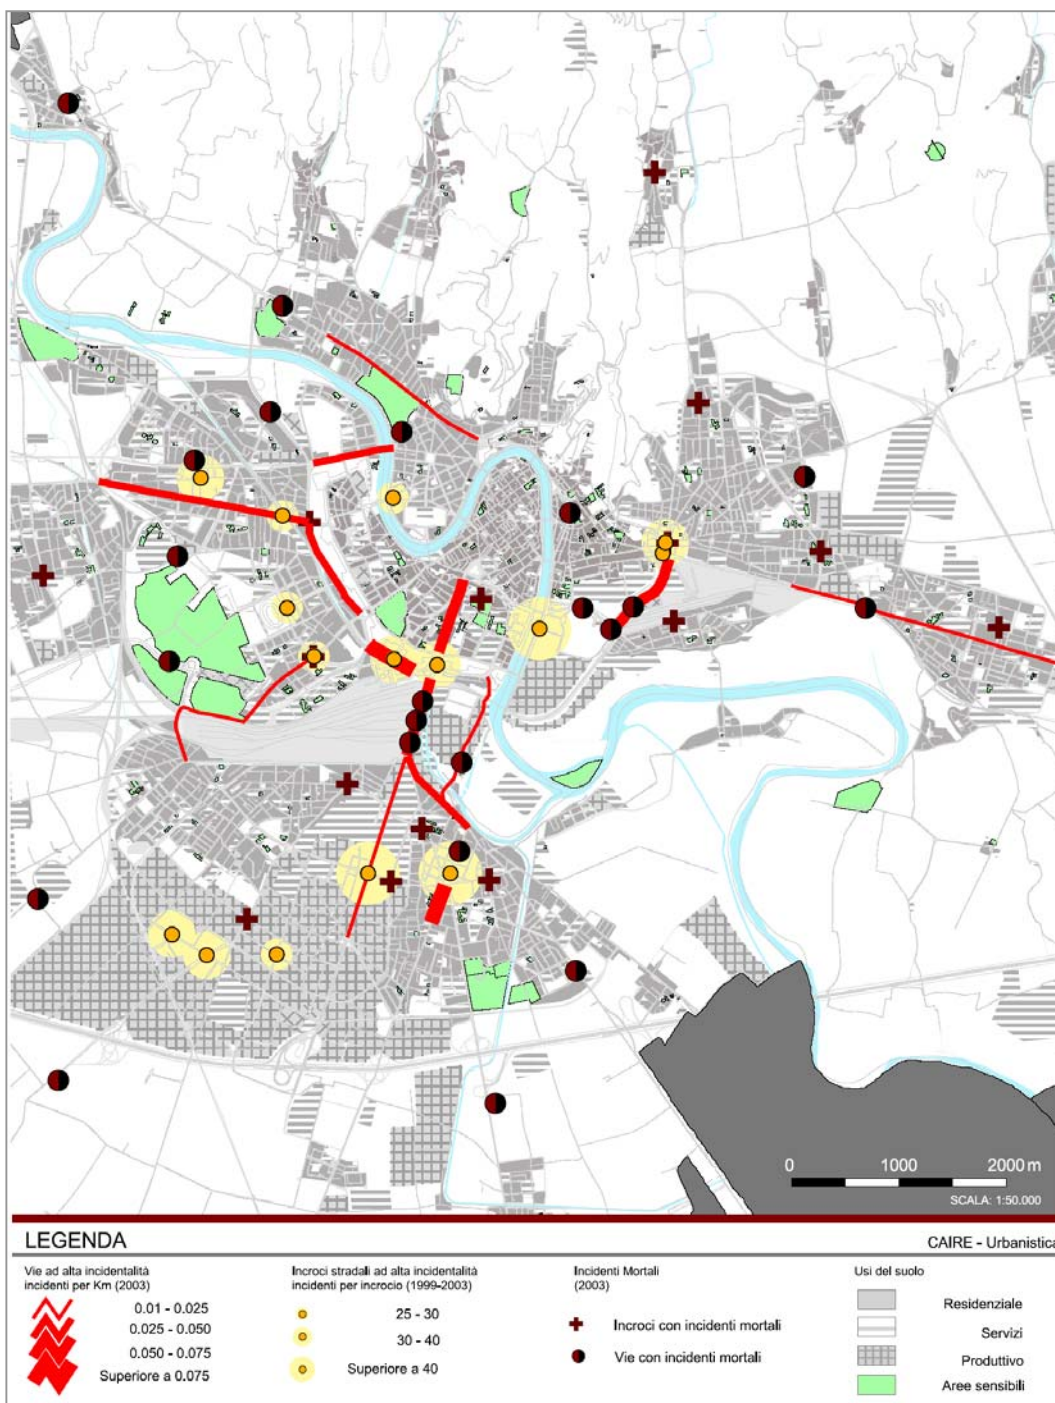 0 1000 2000 m
SCALA: 1:50.000
LEGENDA
CAIRE - Urbanistica
Vie ad alta incidentalità
incidenti per Km (2003)
0.01 - 0.025
0.025 - 0.050
0.050 - 0.075
Superiore a 0.075
Incroci stradali ad alta incidentalità
incidenti per incrocio (1999-2003)
25 - 30
30 - 40
Superiore a 40
Incidenti Mortali
(2003)
Incroci con incidenti mortali
Vie con incidenti mortali
Usi del suolo
Residenziale
Servizi
Produttivo
Aree sensibili